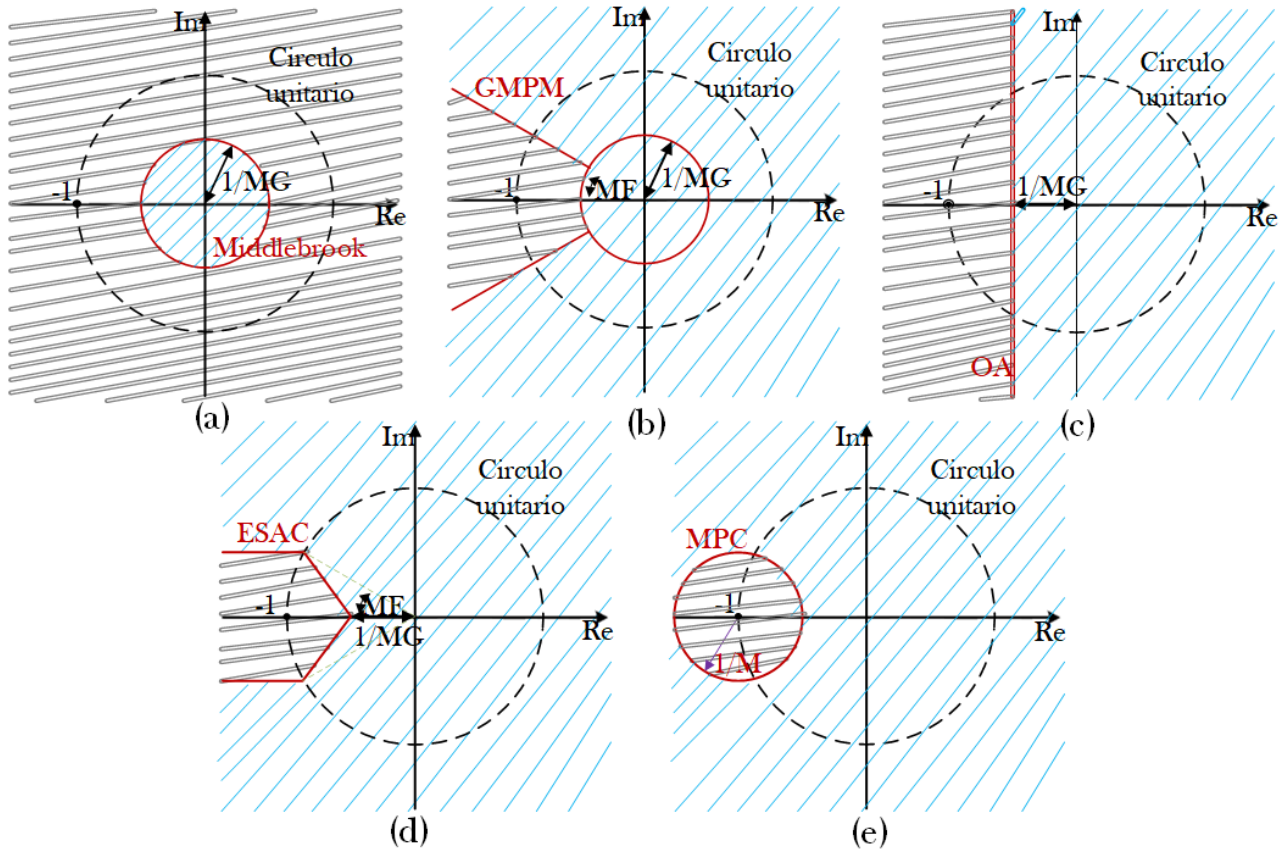 Im
Circulo
unitario
-1
1/MG
Re
Middlebrook
(a)
Im
Circulo
unitario
GMPM
-1
MF
1/MG
Re
(b)
Im
Circulo
unitario
-1
1/MG
Re
OA
(c)
Im
Circulo
unitario
ESAC
-1
MF
1/MG
Re
(d)
Im
Circulo
unitario
MPC
-1
Re
1/M
(e)